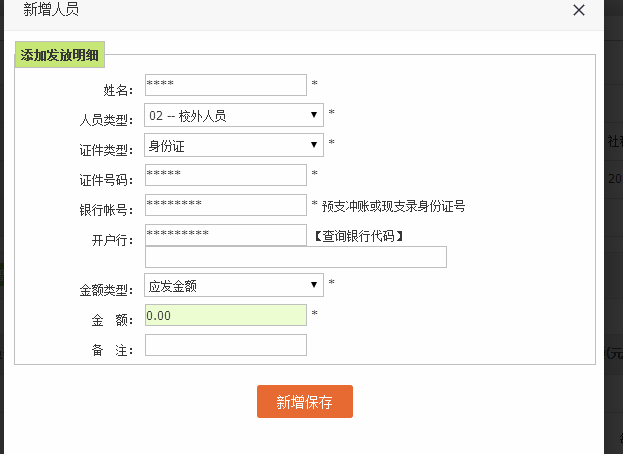 新增人员 ×
添加发放明细
姓名： **** *
人员类型： 02 -- 校外人员 *
证件类型： 身份证 *
证件号码： ***** *
银行帐号： ******** * 预支冲账或现支录身份证号
开户行： ********* 【查询银行代码】
金额类型： 应发金额 *
金 额： 0.00 *
备 注：
新增保存
20
(元